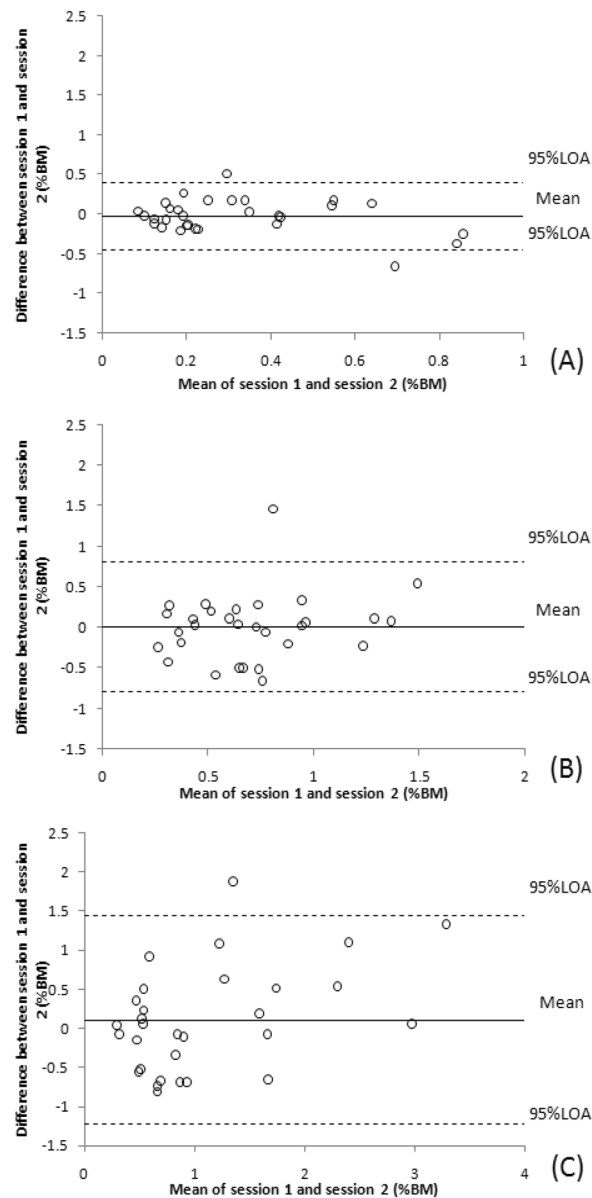 Difference between session 1 and session
2 (%BM)
2.5
2
1.5
1
0.5
0
-0.5
-1
-1.5
95%LOA
Mean
95%LOA
0
0.2
0.4
0.6
0.8
1
Mean of session 1 and session 2 (%BM)
(A)
Difference between session 1 and session
2 (%BM)
2.5
2
1.5
1
0.5
0
-0.5
-1
-1.5
95%LOA
Mean
95%LOA
0
0.5
1
1.5
2
Mean of session 1 and session 2 (%BM)
(B)
Difference between session 1 and session
2 (%BM)
2.5
2
1.5
1
0.5
0
-0.5
-1
-1.5
95%LOA
Mean
95%LOA
0
1
2
3
4
Mean of session 1 and session 2 (%BM)
(C)